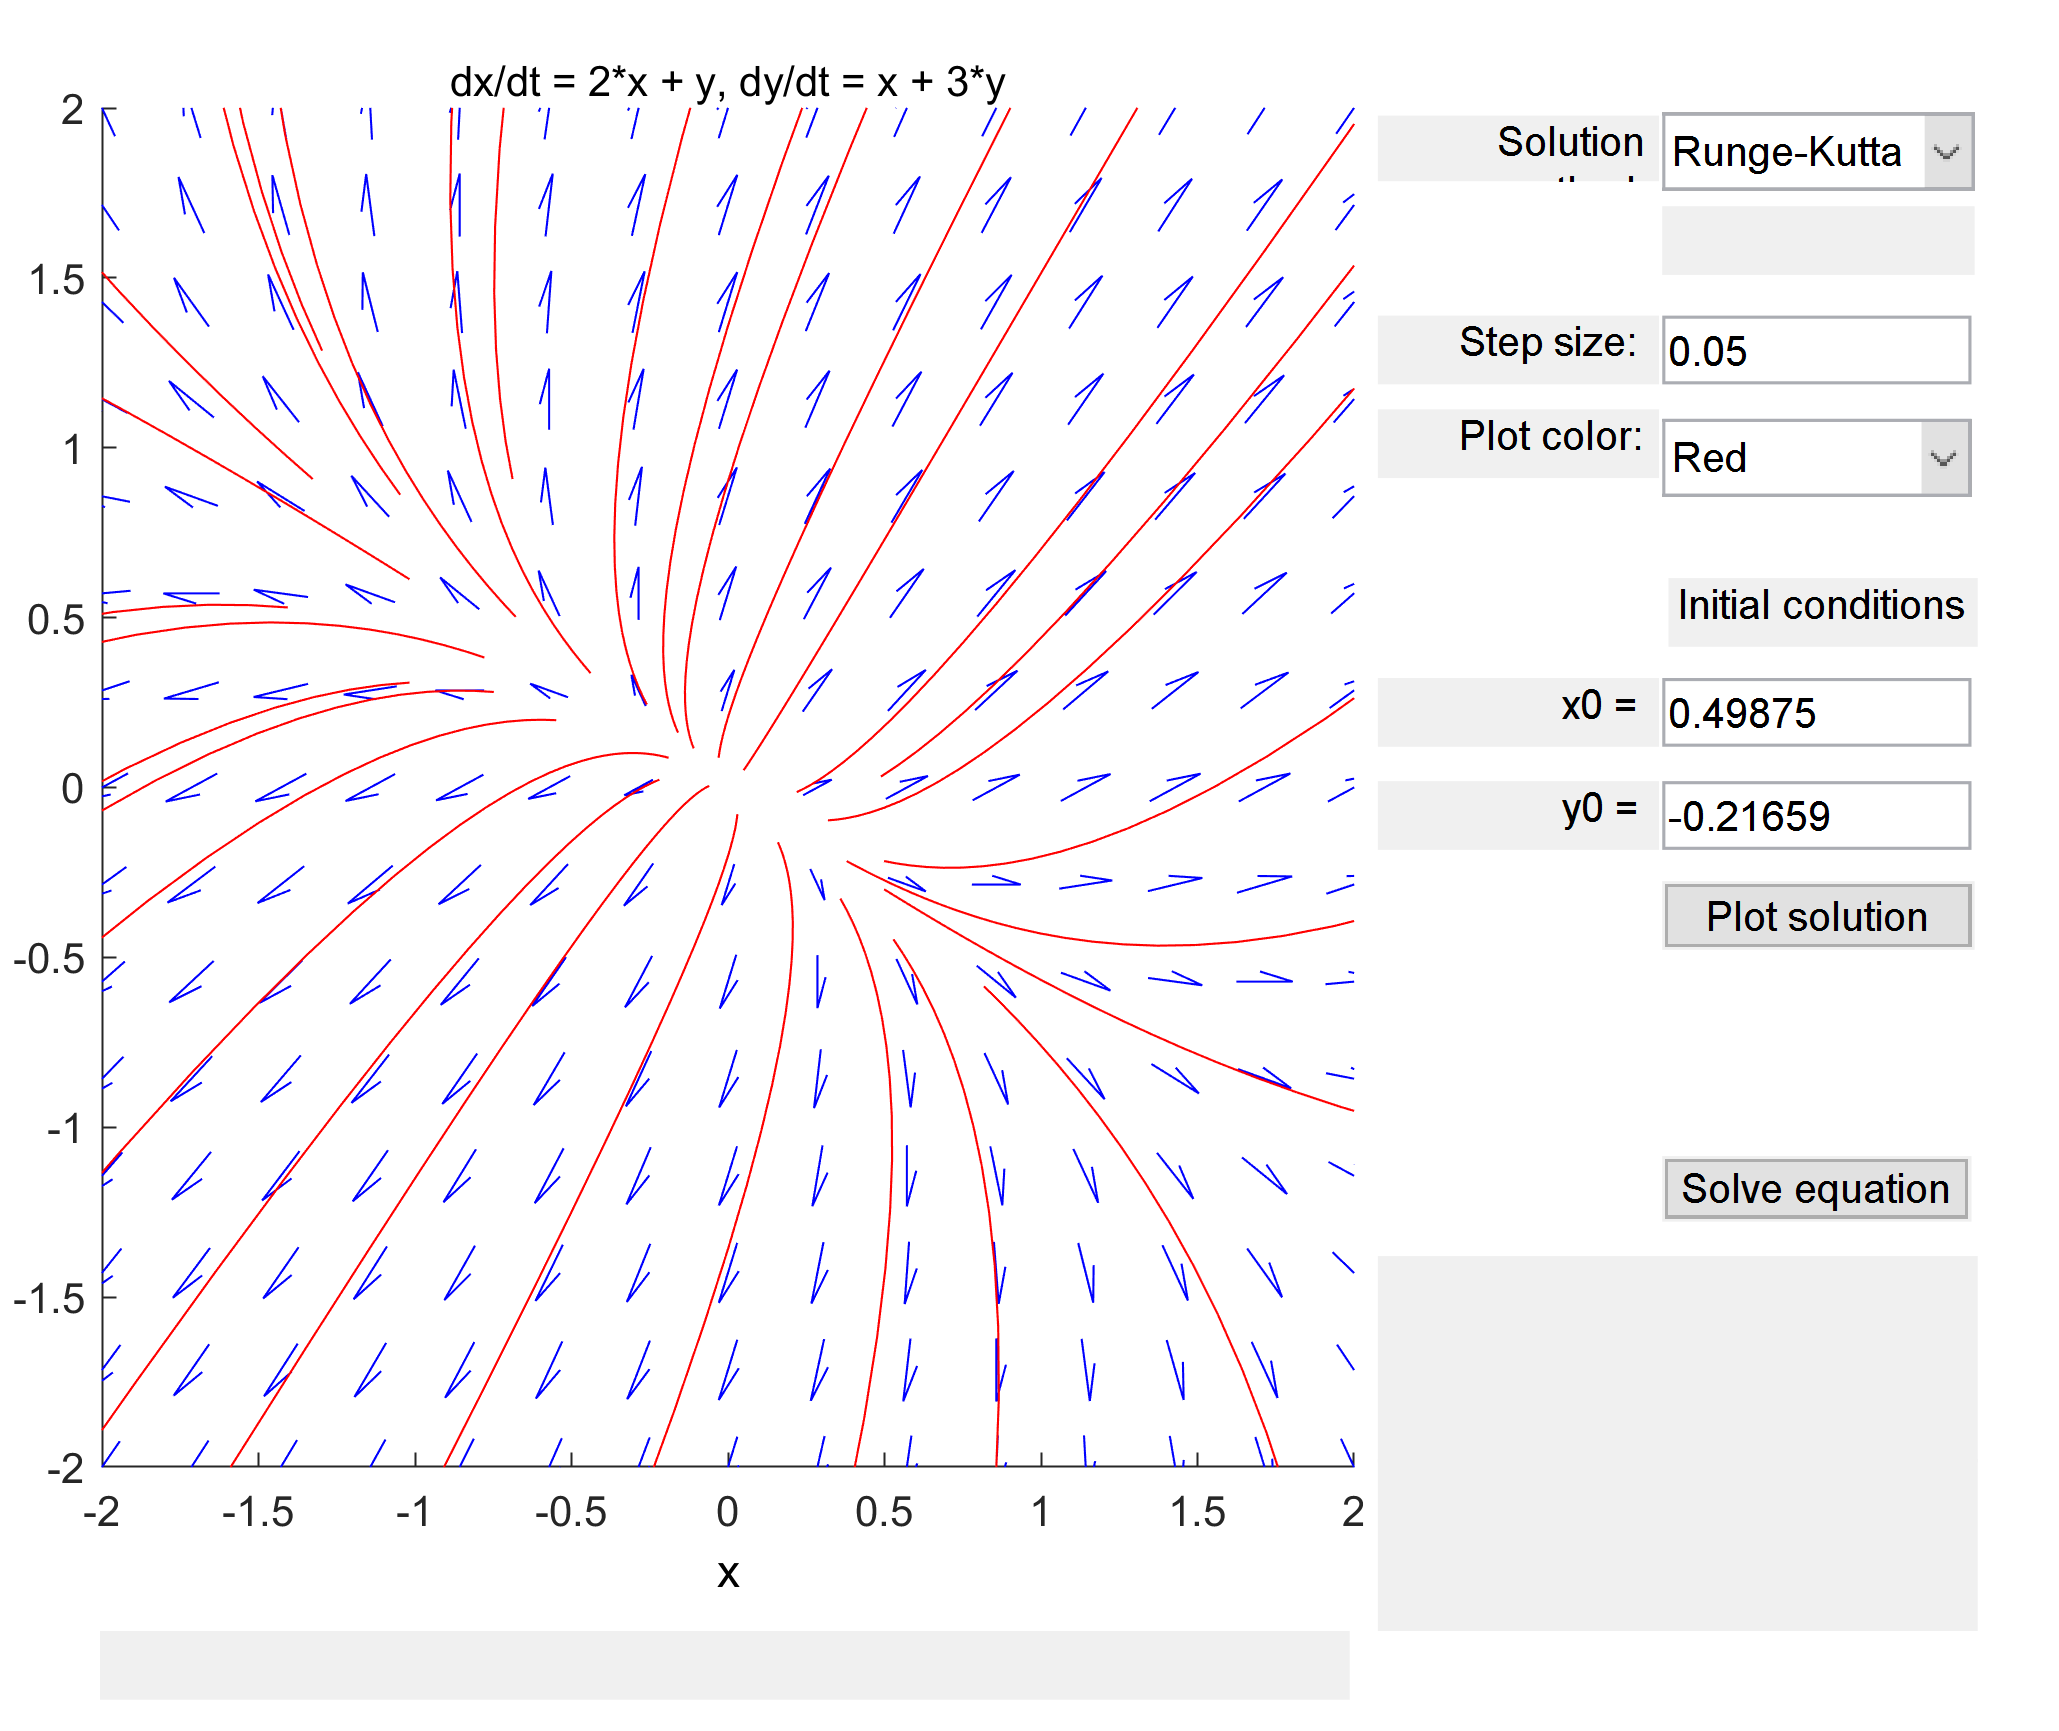 dx/dt = 2*x + y, dy/dt = x + 3*y
2
1.5
1
0.5
0
-0.5
-1
-1.5
-2
-2 -1.5 -1 -0.5 0 0.5 1 1.5 2
x
Solution
Runge-Kutta
Step size:
0.05
Plot color:
Red
Initial conditions
x0 =
0.49875
y0 =
-0.21659
Plot solution
Solve equation